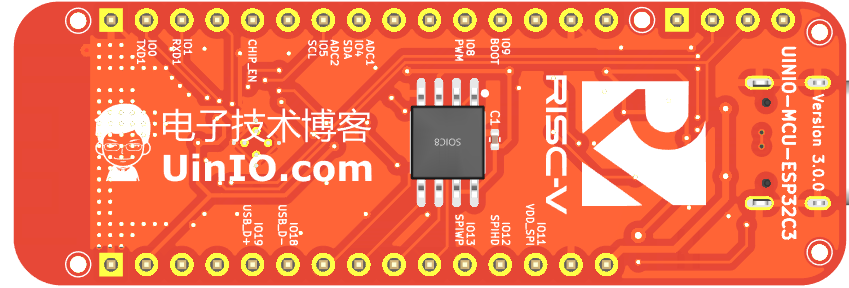 IO0
TXD1
IO1
RXD1
CHIP_EN
ADC2
IO5
SCL
ADC1
IO4
SDA
IO8
PWM
IO9
BOOT
电子技术博客
UinIO.com
SOIC8
C1
RISC-V
UINIO-MCU-ESP32C3
Version 3.0.0
IO19
USB_D+
IO18
USB_D-
IO13
SPIWP
IO12
SPIHD
IO11
VDD_SPI